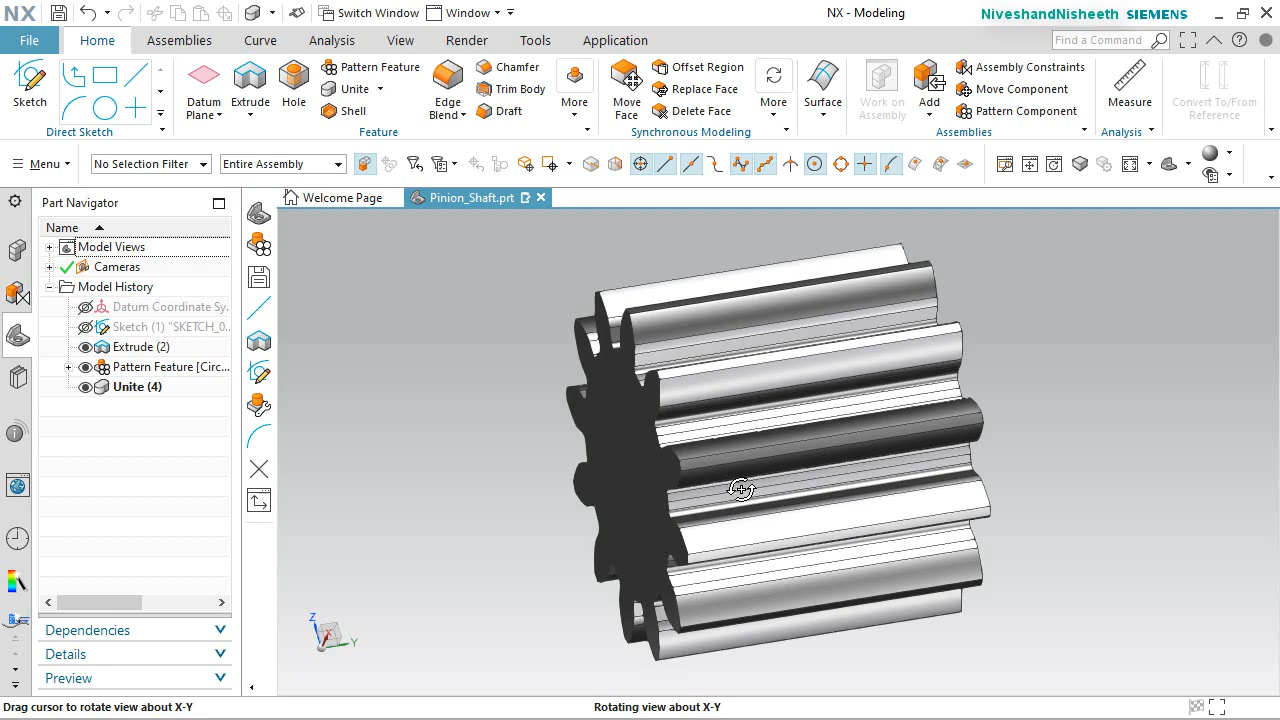 NX
Switch Window
Window
NX - Modeling
NiveshandNisheeth SIEMENS
File
Home
Assemblies
Curve
Analysis
View
Render
Tools
Application
Find a Command
Sketch
Direct Sketch
Datum Plane
Extrude
Hole
Pattern Feature
Unite
Shell
Edge Blend
Chamfer
Trim Body
Draft
More
Feature
Move Face
Offset Region
Replace Face
Delete Face
More
Synchronous Modeling
Surface
Work on Assembly
Add
Assembly Constraints
Move Component
Pattern Component
Assemblies
Measure
Analysis
Convert To/From Reference
Menu
No Selection Filter
Entire Assembly
Part Navigator
Welcome Page
Pinion_Shaft.prt
Name
Model Views
Cameras
Model History
Datum Coordinate Sy...
Sketch (1) "SKETCH_0...
Extrude (2)
Pattern Feature [Circ...
Unite (4)
Dependencies
Details
Preview
Z
X
Y
Drag cursor to rotate view about X-Y
Rotating view about X-Y